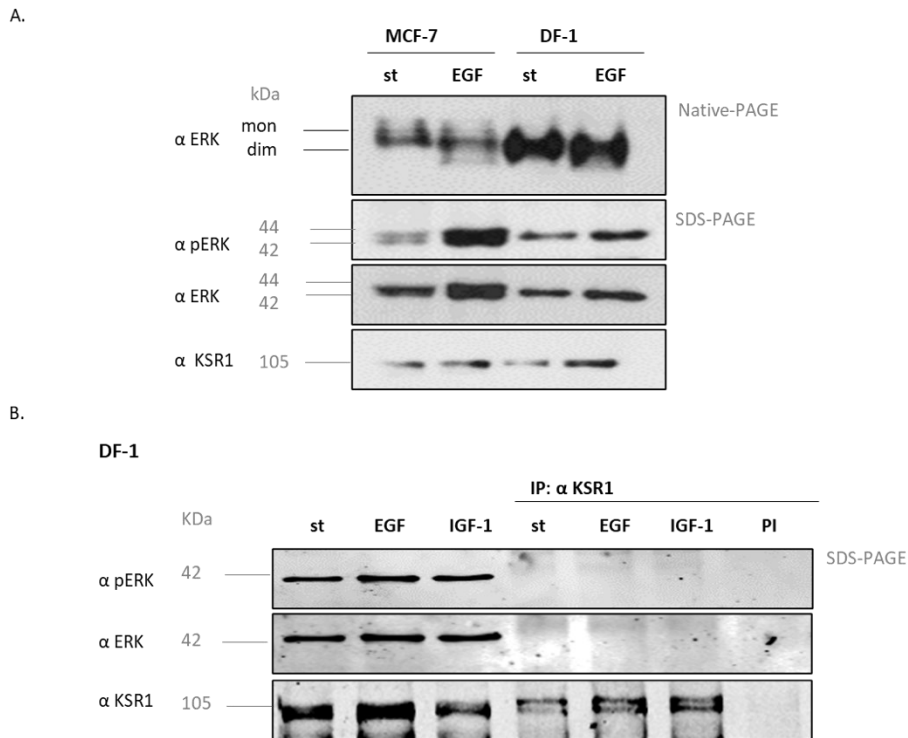 A.
MCF-7 DF-1
st EGF st EGF
kDa
Native-PAGE
mon
α ERK
dim
SDS-PAGE
44
α pERK
42
44
α ERK
42
α KSR1 105
B.
DF-1
IP: α KSR1
KDa
st EGF IGF-1 st EGF IGF-1 PI
SDS-PAGE
α pERK 42
α ERK 42
α KSR1 105